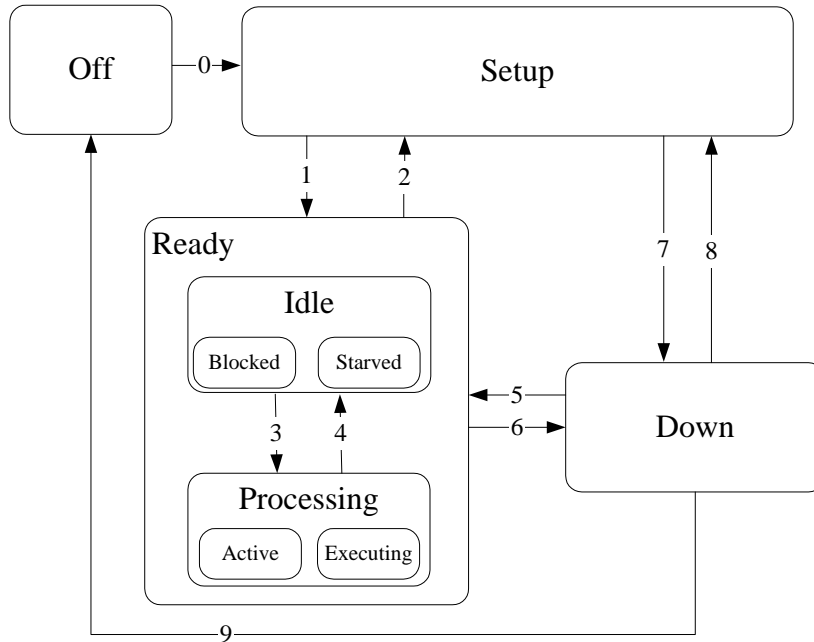 Off
0
Setup
1
2
7
8
Ready
Idle
Blocked
Starved
3
4
5
6
Down
Processing
Active
Executing
9